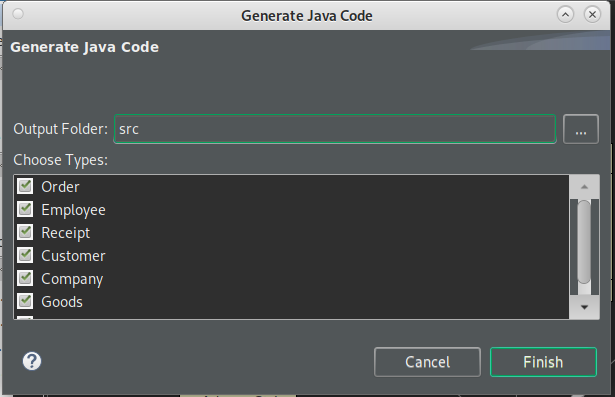 Generate Java Code
Generate Java Code
Output Folder: src ...
Choose Types:
Order
Employee
Receipt
Customer
Company
Goods
? Cancel Finish